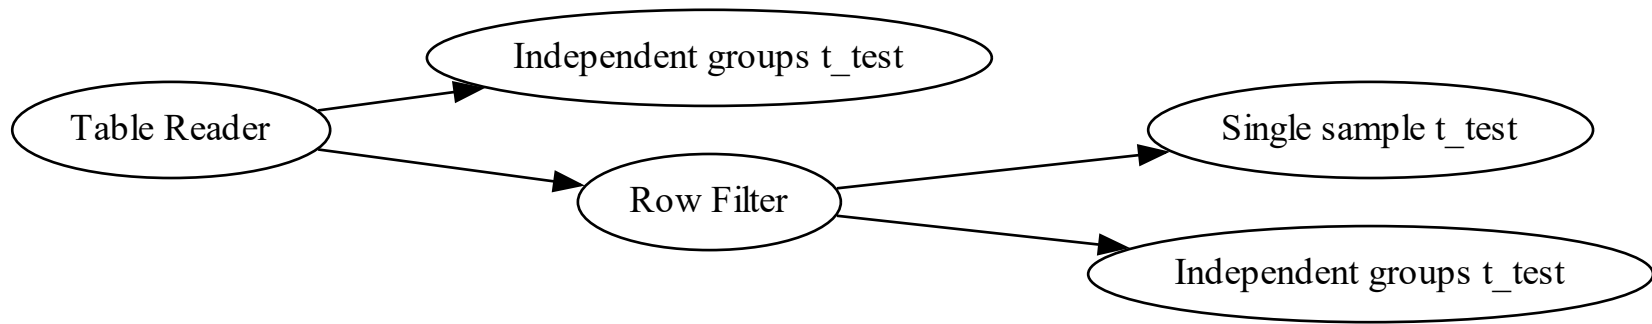 Independent groups t_test
Table Reader
Single sample t_test
Row Filter
Independent groups t_test